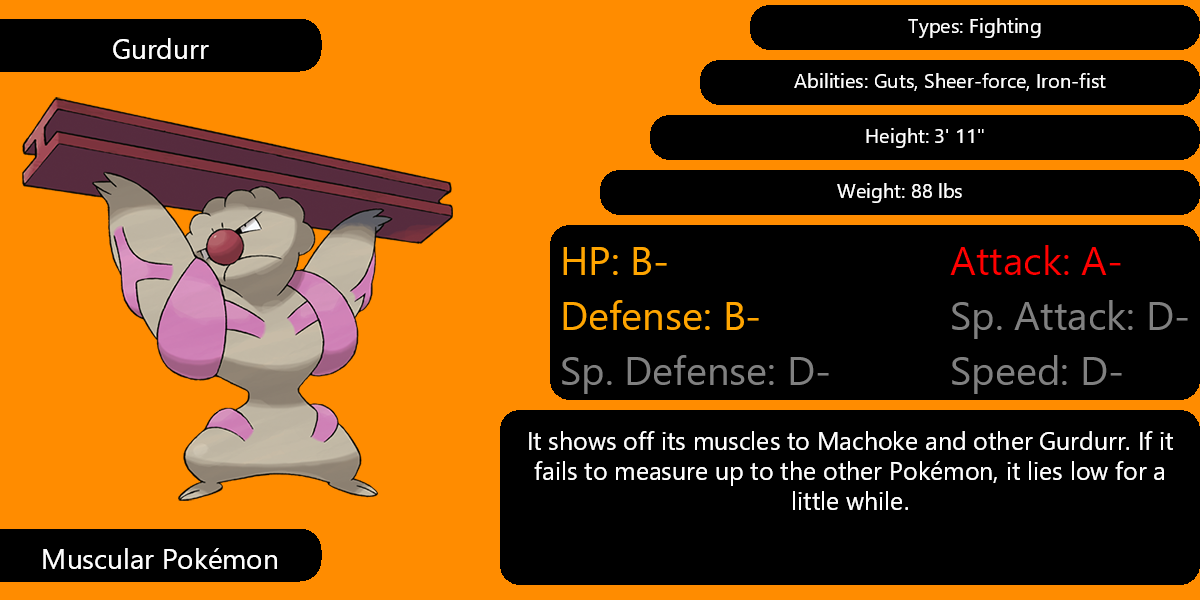 Gurdurr
Types: Fighting
Abilities: Guts, Sheer-force, Iron-fist
Height: 3' 11"
Weight: 88 lbs
HP: B-
Attack: A-
Defense: B-
Sp. Attack: D-
Sp. Defense: D-
Speed: D-
It shows off its muscles to Machoke and other Gurdurr. If it
fails to measure up to the other Pokémon, it lies low for a
little while.
Muscular Pokémon